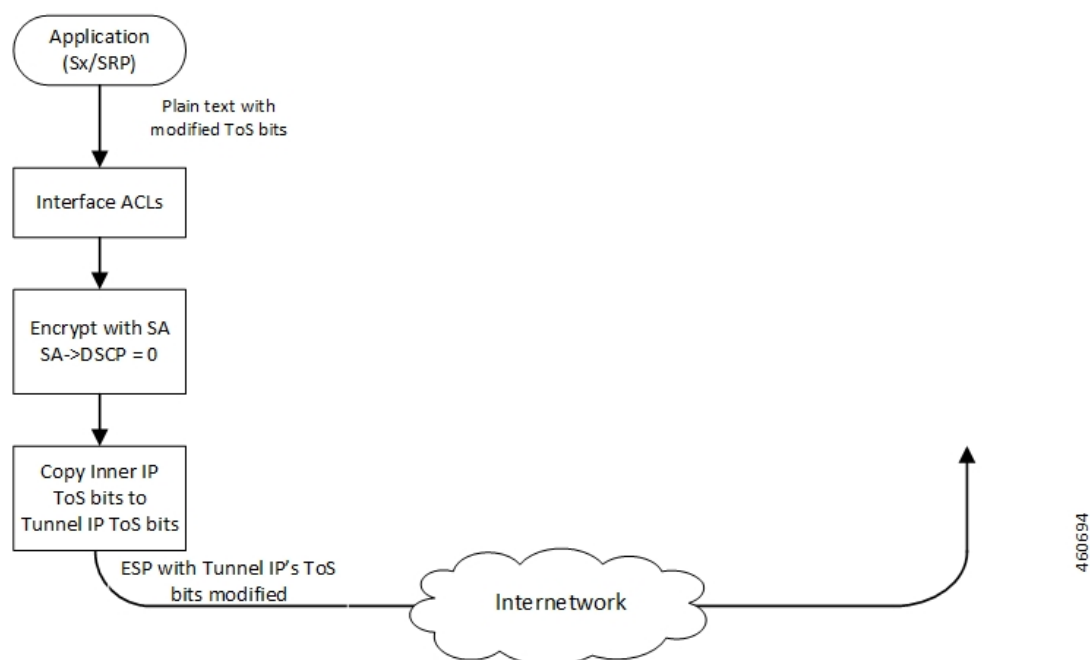 Application
(Sx/SRP)
Plain text with
modified ToS bits
Interface ACLs
Encrypt with SA
SA->DSCP = 0
Copy Inner IP
ToS bits to
Tunnel IP ToS bits
ESP with Tunnel IP's ToS
bits modified
Internetwork
460694